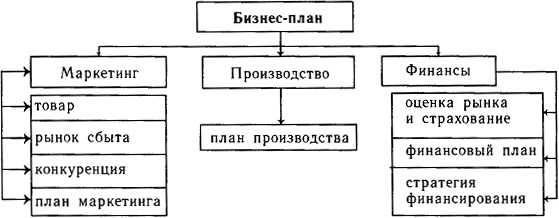 Бизнес-план
Маркетинг
товар
рынок сбыта
конкуренция
план маркетинга
Производство
план производства
Финансы
оценка рынка
и страхование
финансовый план
стратегия
финансирования